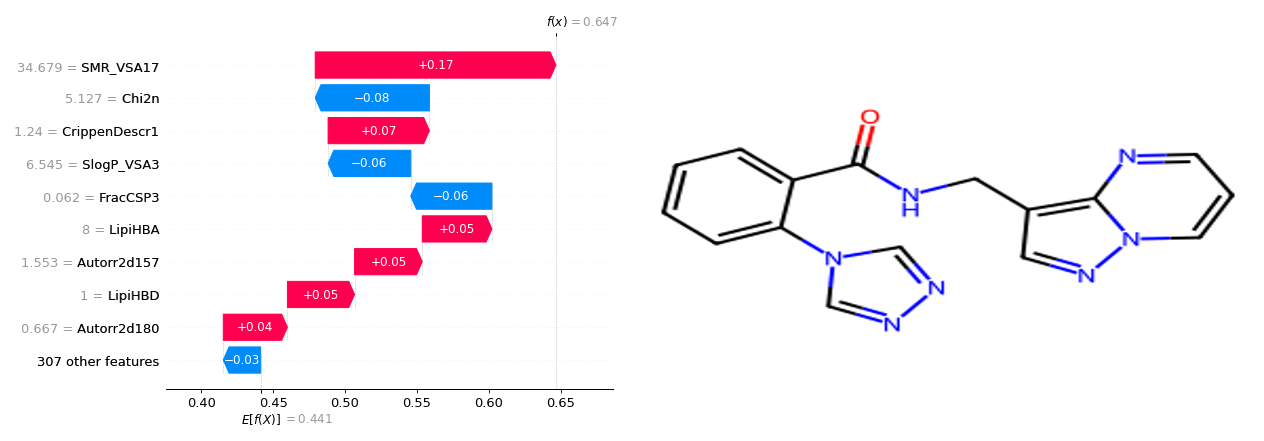 f(x) = 0.647
34.679 = SMR_VSA17 +0.17
5.127 = Chi2n −0.08
1.24 = CrippenDescr1 +0.07
6.545 = SlogP_VSA3 −0.06
0.062 = FracCSP3 −0.06
8 = LipiHBA +0.05
1.553 = Autorr2d157 +0.05
1 = LipiHBD +0.05
0.667 = Autorr2d180 +0.04
307 other features −0.03
0.40 0.45 0.50 0.55 0.60 0.65
E[f(X)] = 0.441
O
N
N
H
N
N
N
N
N
N